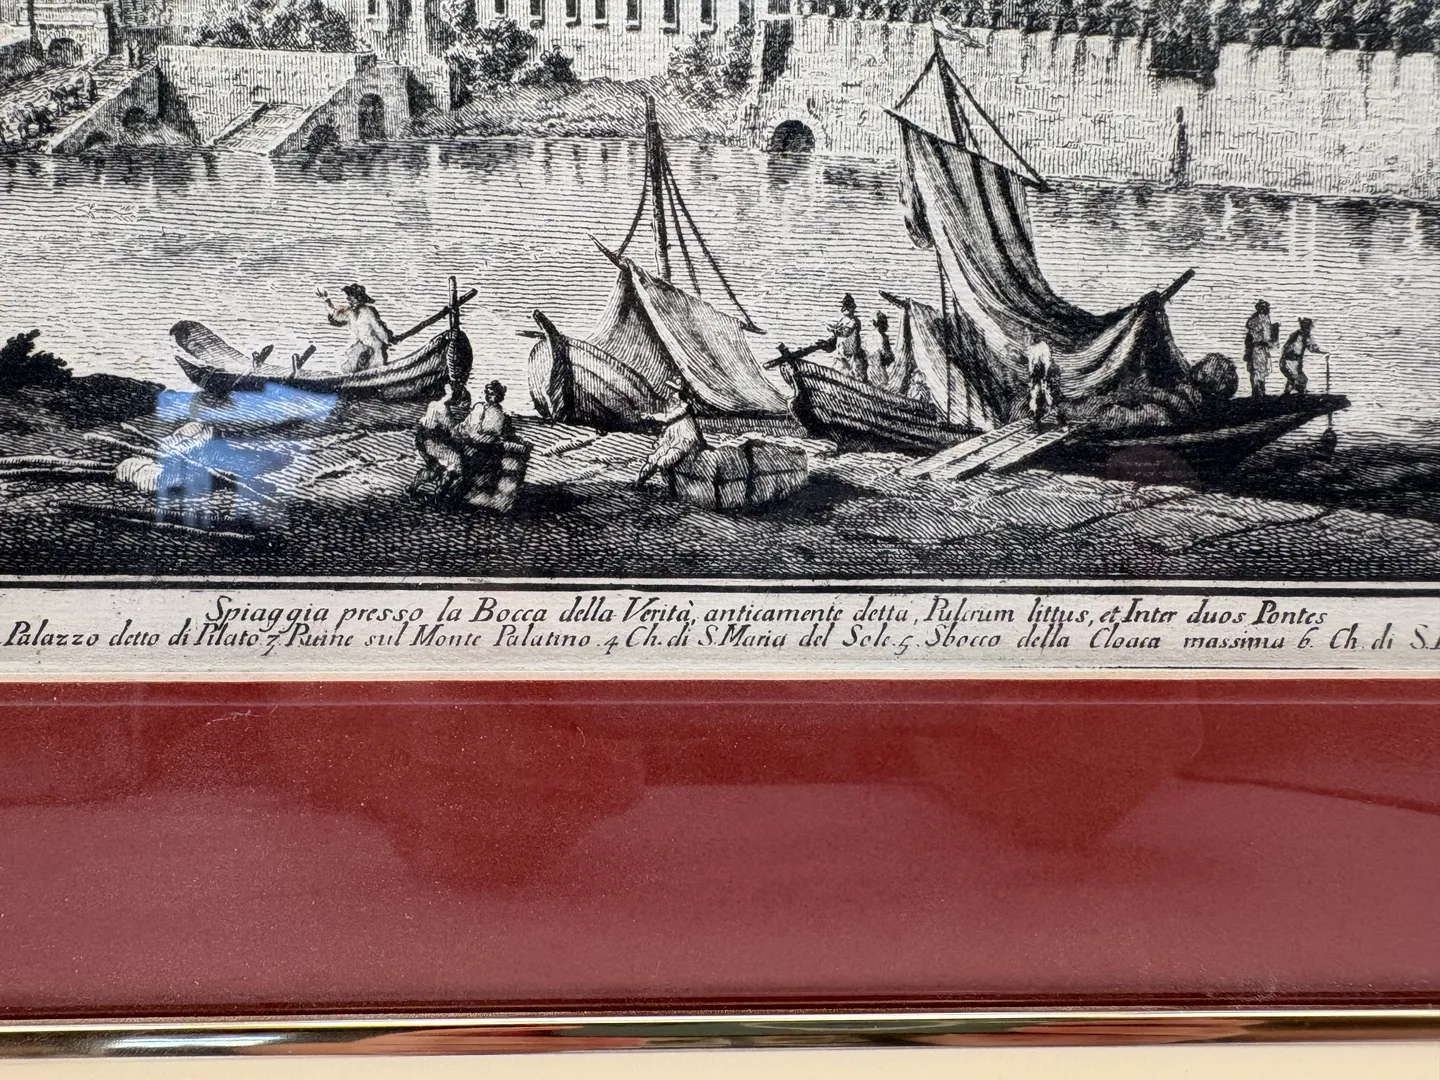 Spiaggia presso la Bocca della Verità, anticamente detta, Pulcrum littus, et Inter duos Pontes
Palazzo detto di Pilato 3. Ruine sul Monte Palatino. 4 Ch. di S. Maria del Sole. 5. Sbocco della Cloaca massima 6. Ch. di S.